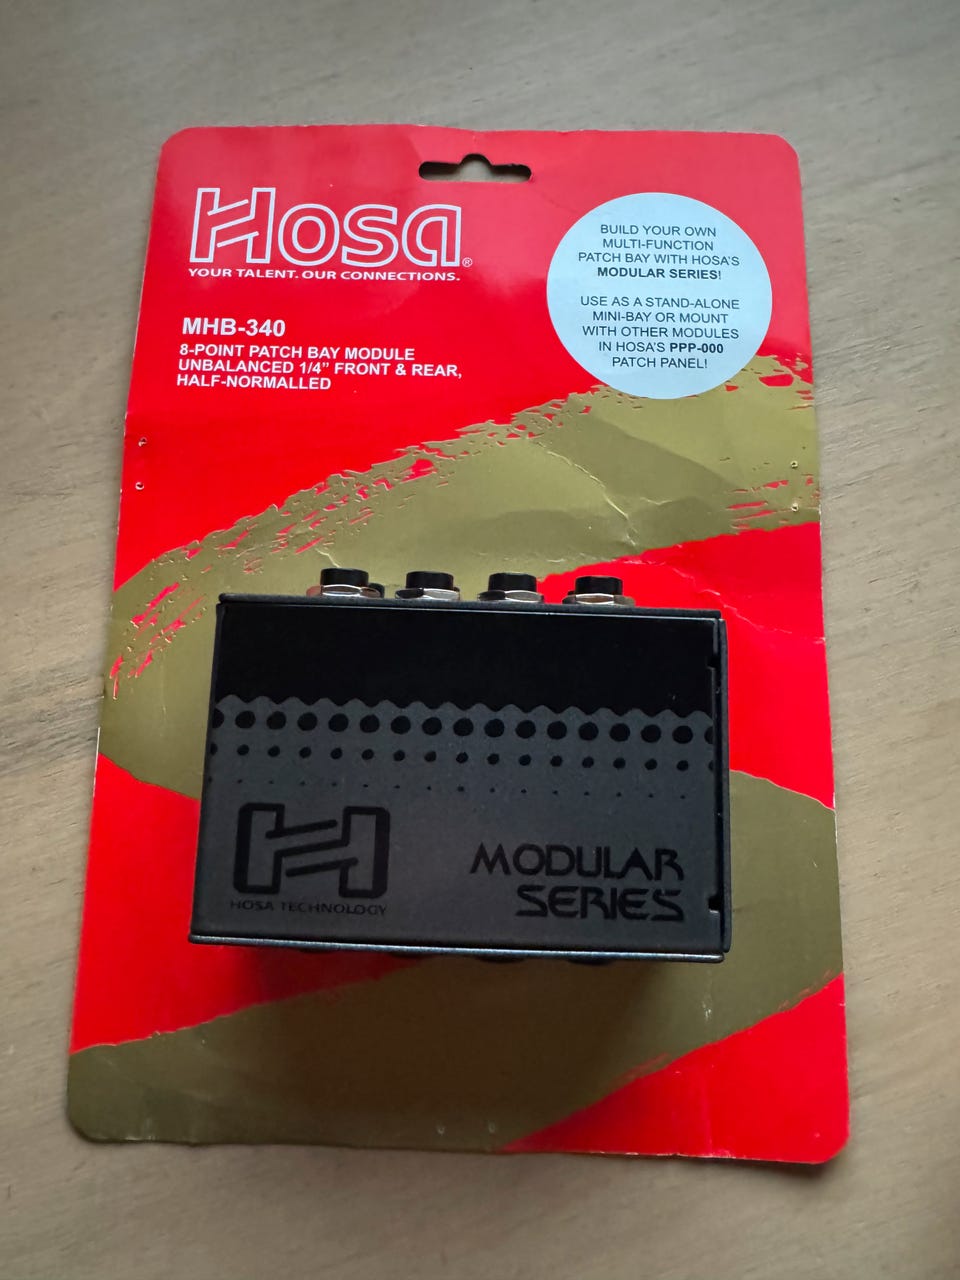 Hosa®
YOUR TALENT. OUR CONNECTIONS.
MHB-340
8-POINT PATCH BAY MODULE
UNBALANCED 1/4” FRONT & REAR,
HALF-NORMALLED
BUILD YOUR OWN
MULTI-FUNCTION
PATCH BAY WITH HOSA'S
MODULAR SERIES!
USE AS A STAND-ALONE
MINI-BAY OR MOUNT
WITH OTHER MODULES
IN HOSA'S PPP-000
PATCH PANEL!
H
HOSA TECHNOLOGY
MODULAR
SERIES